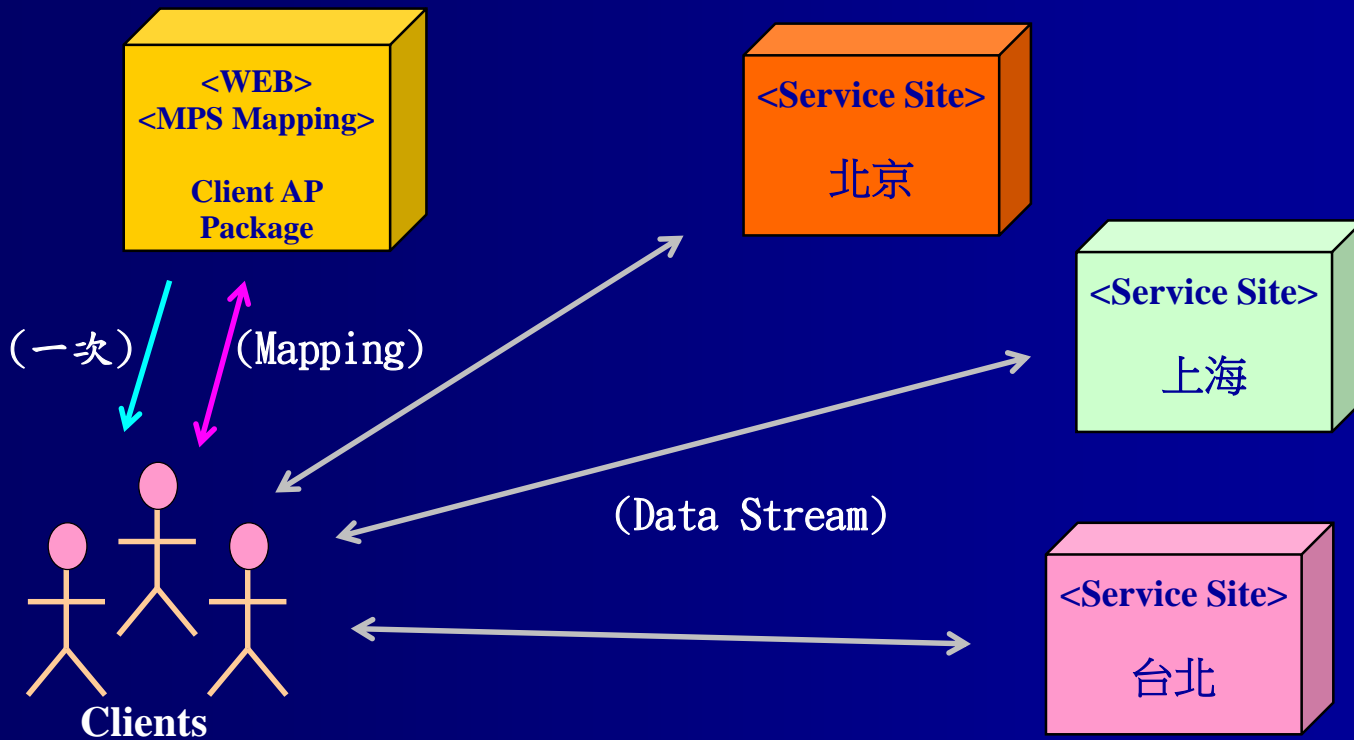 <WEB>
<MPS Mapping>
Client AP
Package
<Service Site>
北京
<Service Site>
上海
(一次)
(Mapping)
(Data Stream)
<Service Site>
台北
Clients